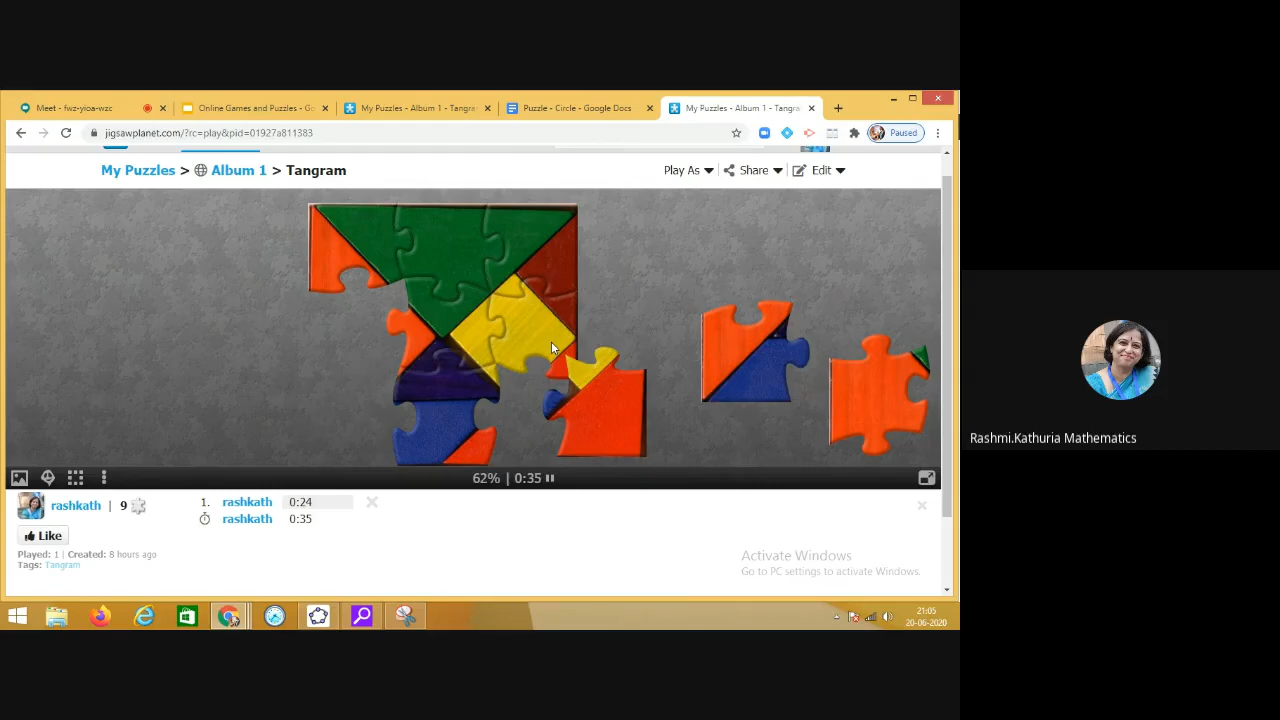 Meet - fwz-yioa-wzc
Online Games and Puzzles - Go
My Puzzles - Album 1 - Tangra
Puzzle - Circle - Google Docs
My Puzzles - Album 1 - Tangra
jigsawplanet.com/?rc=play&pid=01927a811383
Paused
My Puzzles > Album 1 > Tangram
Play As
Share
Edit
Rashmi.Kathuria Mathematics
62% | 0:35
rashkath | 9
1. rashkath 0:24
rashkath 0:35
Like
Played: 1 | Created: 8 hours ago
Tags: Tangram
Activate Windows
Go to PC settings to activate Windows.
21:05
20-06-2020